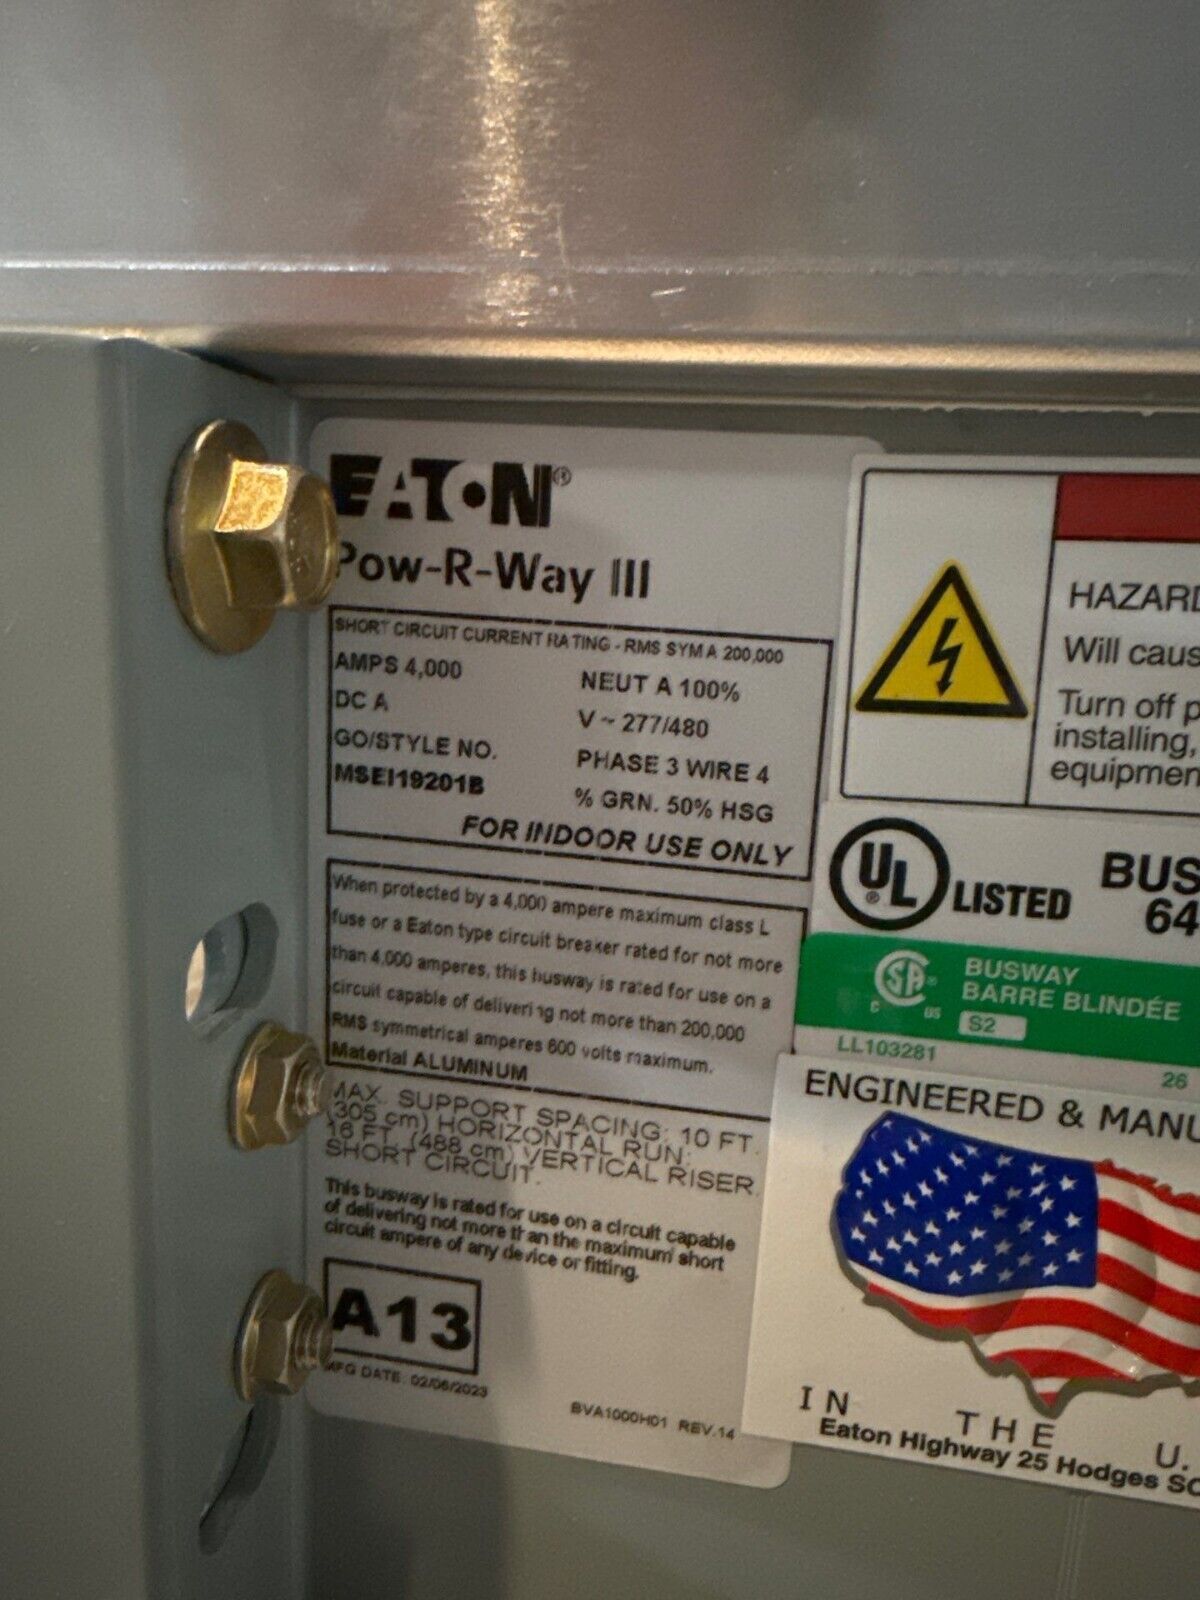 EATON®
Pow-R-Way III
SHORT CIRCUIT CURRENT RATING - RMS SYM A 200,000
AMPS 4,000
NEUT A 100%
DC A
V ~ 277/480
GO/STYLE NO.
PHASE 3 WIRE 4
MSEI19201B
% GRN. 50% HSG
FOR INDOOR USE ONLY
When protected by a 4,000 ampere maximum class L
fuse or a Eaton type circuit breaker rated for not more
than 4,000 amperes, this busway is rated for use on a
circuit capable of delivering not more than 200,000
RMS symmetrical amperes 600 volts maximum.
Material ALUMINUM
MAX. SUPPORT SPACING: 10 FT.
(305 cm) HORIZONTAL RUN;
16 FT. (488 cm) VERTICAL RISER.
SHORT CIRCUIT.
This busway is rated for use on a circuit capable
of delivering not more than the maximum short
circuit ampere of any device or fitting.
A13
MFG DATE: 02/06/2023
BVA1000H01 REV.14
HAZARD
Will caus
Turn off p
installing,
equipmen
UL® LISTED
BUS
64
C SA® US
BUSWAY
BARRE BLINDÉE
S2
LL103281
26
ENGINEERED & MANU
IN THE U.
Eaton Highway 25 Hodges SC